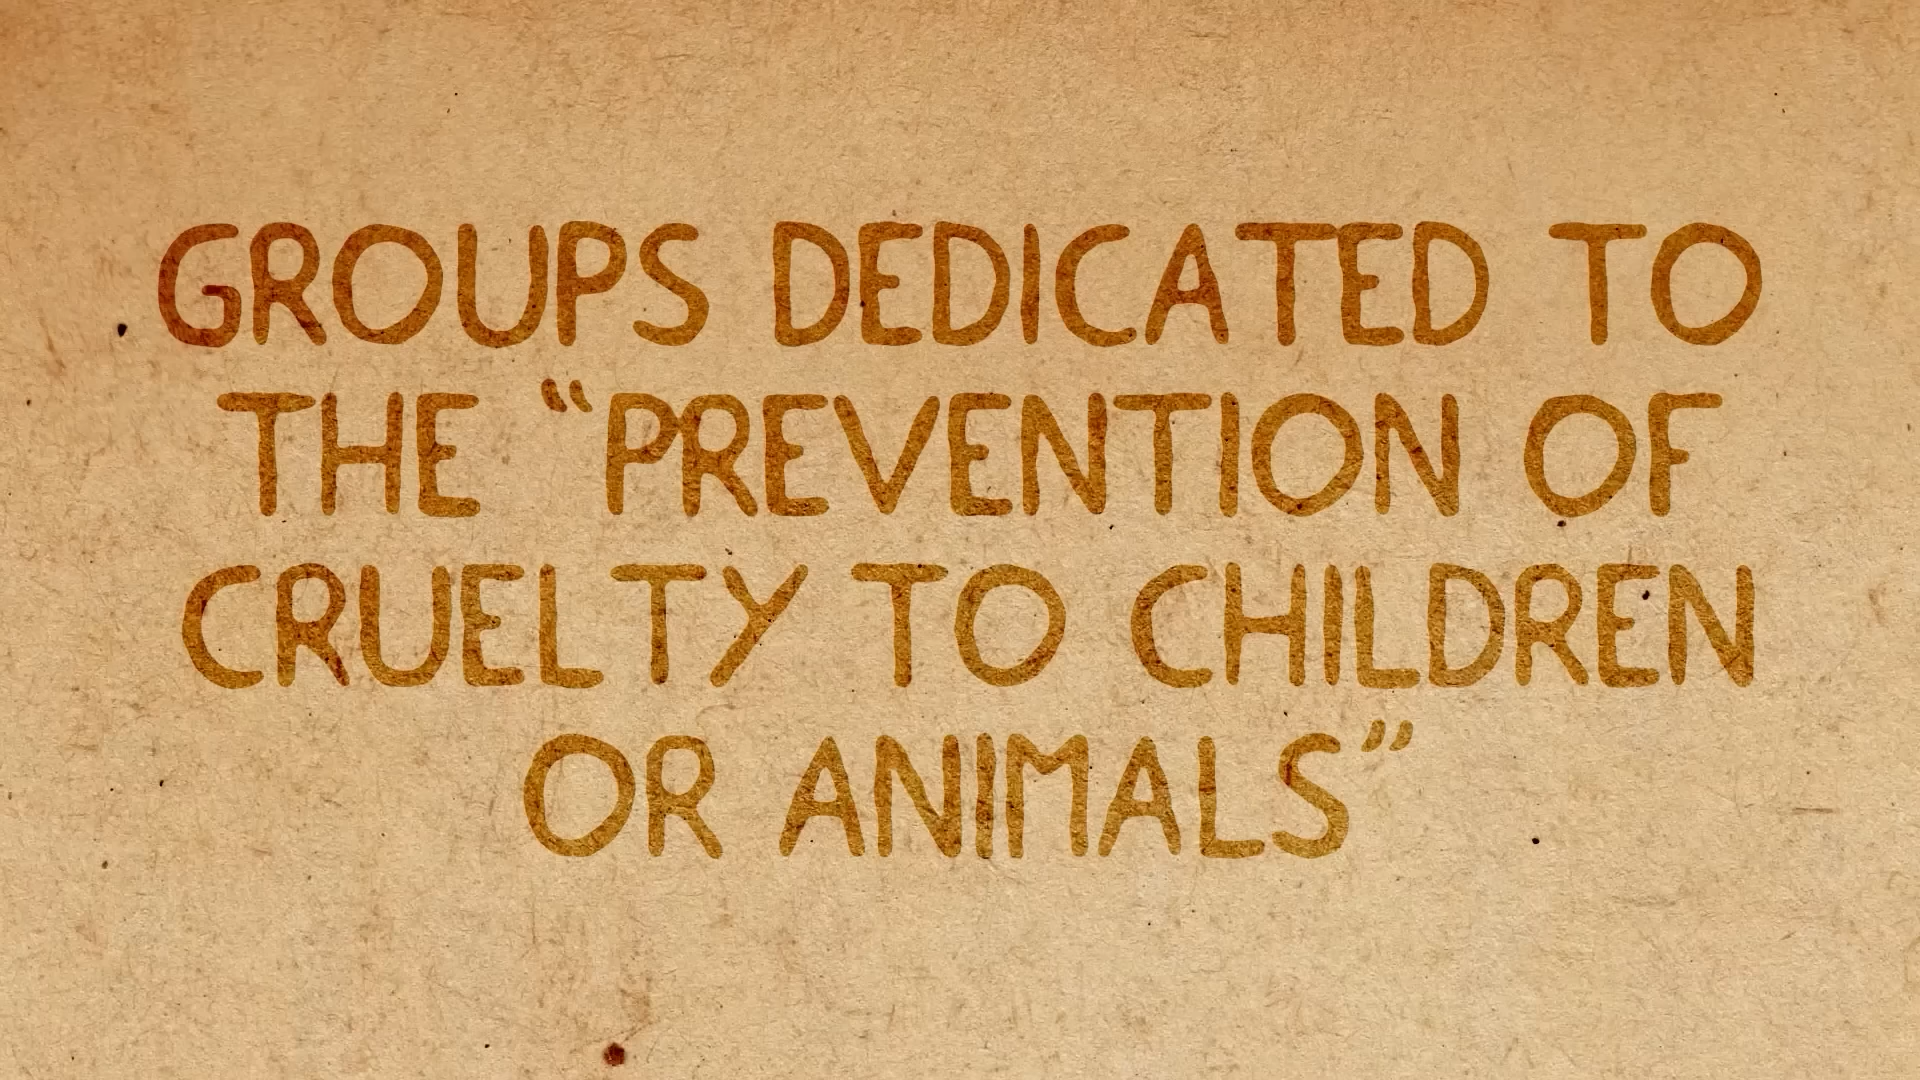 GROUPS DEDICATED TO
THE “PREVENTION OF
CRUELTY TO CHILDREN
OR ANIMALS”